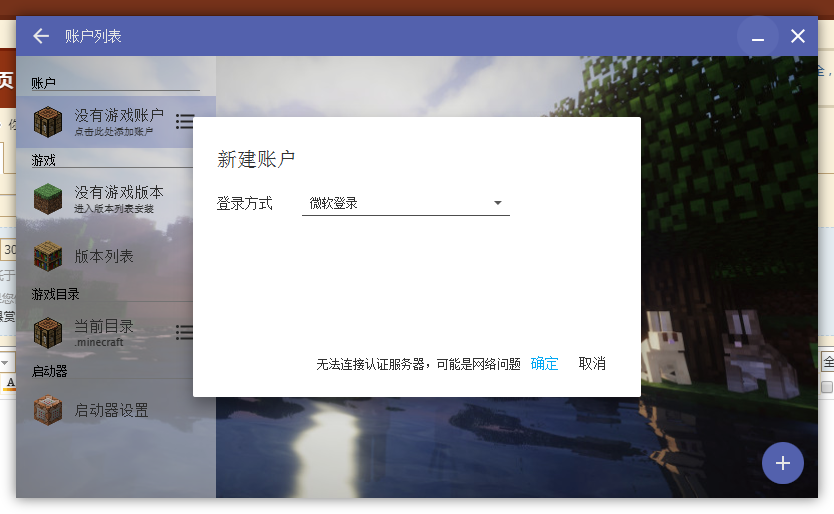 账户列表
账户
没有游戏账户
点击此处添加账户
游戏
没有游戏版本
进入版本列表安装
版本列表
游戏目录
当前目录
.minecraft
启动器
启动器设置
新建账户
登录方式 微软登录
无法连接认证服务器，可能是网络问题 确定 取消
页
30
A